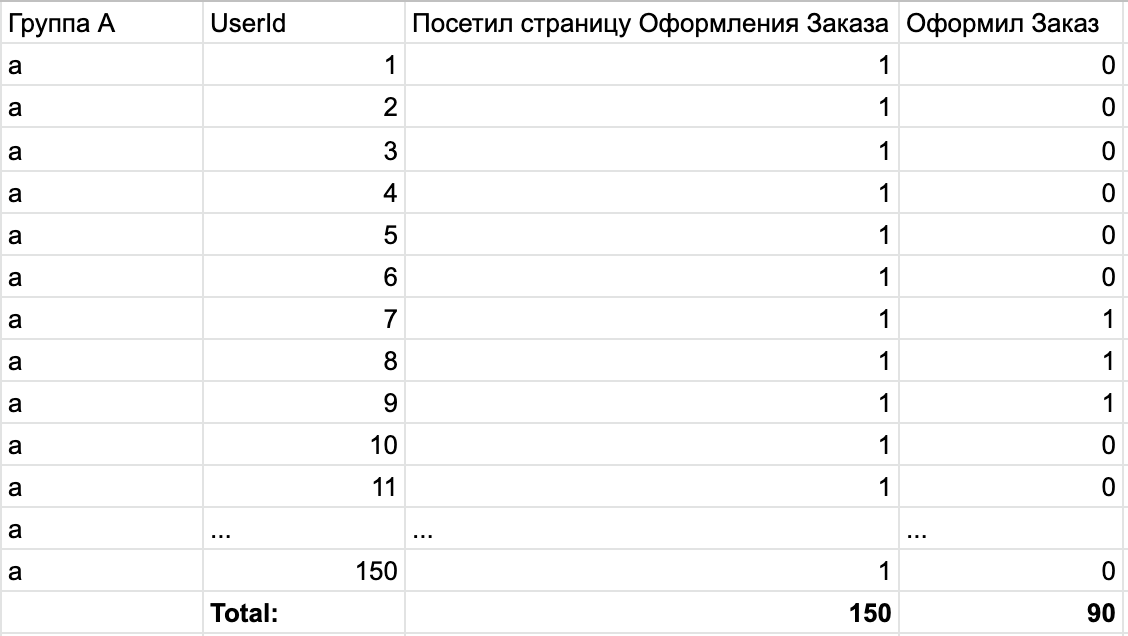 Группа А UserId Посетил страницу Оформления Заказа Оформил Заказ
a 1 1 0
a 2 1 0
a 3 1 0
a 4 1 0
a 5 1 0
a 6 1 0
a 7 1 1
a 8 1 1
a 9 1 1
a 10 1 0
a 11 1 0
a ... ... ...
a 150 1 0
Total: 150 90